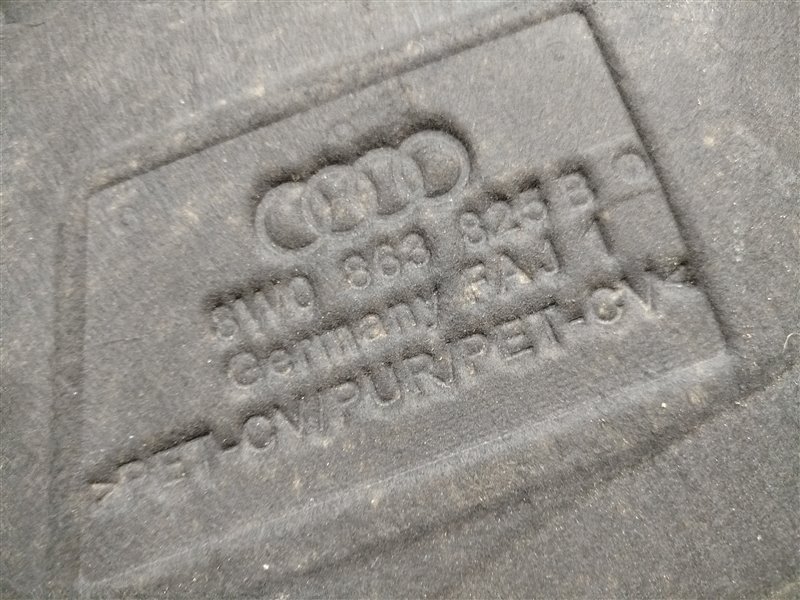 8W0 863 825 B
Germany FAJ 1
>PET-CV/PUR/PET-CV<